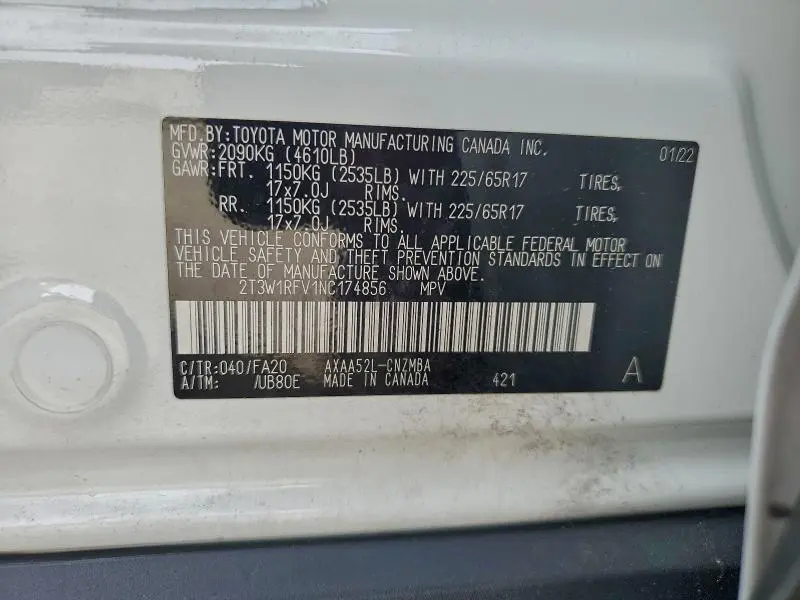 MFD.BY:TOYOTA MOTOR MANUFACTURING CANADA INC. 01/22
GVWR:2090KG (4610LB)
GAWR:FRT. 1150KG (2535LB) WITH 225/65R17 TIRES,
17x7.0J RIMS.
RR. 1150KG (2535LB) WITH 225/65R17 TIRES,
17x7.0J RIMS.
THIS VEHICLE CONFORMS TO ALL APPLICABLE FEDERAL MOTOR
VEHICLE SAFETY AND THEFT PREVENTION STANDARDS IN EFFECT ON
THE DATE OF MANUFACTURE SHOWN ABOVE.
2T3W1RFV1NC174856 MPV
C/TR:040/FA20 AXAA52L-CNZMBA
A/TM: /UB80E MADE IN CANADA 421 A